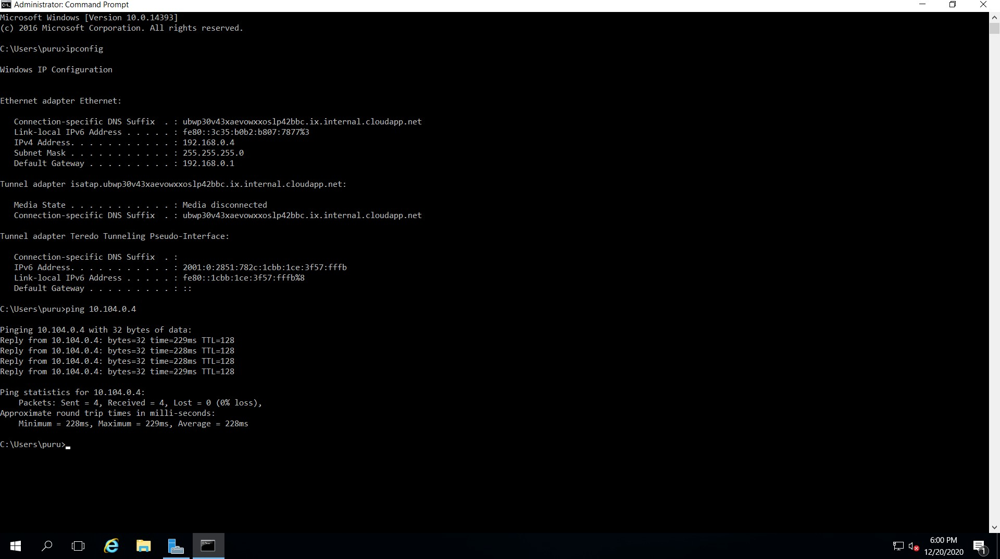 Administrator: Command Prompt
Microsoft Windows [Version 10.0.14393]
(c) 2016 Microsoft Corporation. All rights reserved.
C:\Users\puru>ipconfig
Windows IP Configuration
Ethernet adapter Ethernet:
   Connection-specific DNS Suffix  . : ubwp30v43xaevowxxoslp42bbc.ix.internal.cloudapp.net
   Link-local IPv6 Address . . . . . : fe80::3c35:b0b2:b807:7877%3
   IPv4 Address. . . . . . . . . . . : 192.168.0.4
   Subnet Mask . . . . . . . . . . . : 255.255.255.0
   Default Gateway . . . . . . . . . : 192.168.0.1
Tunnel adapter isatap.ubwp30v43xaevowxxoslp42bbc.ix.internal.cloudapp.net:
   Media State . . . . . . . . . . . : Media disconnected
   Connection-specific DNS Suffix  . : ubwp30v43xaevowxxoslp42bbc.ix.internal.cloudapp.net
Tunnel adapter Teredo Tunneling Pseudo-Interface:
   Connection-specific DNS Suffix  . :
   IPv6 Address. . . . . . . . . . . : 2001:0:2851:782c:1cbb:1ce:3f57:fffb
   Link-local IPv6 Address . . . . . : fe80::1cbb:1ce:3f57:fffb%8
   Default Gateway . . . . . . . . . : ::
C:\Users\puru>ping 10.104.0.4
Pinging 10.104.0.4 with 32 bytes of data:
Reply from 10.104.0.4: bytes=32 time=229ms TTL=128
Reply from 10.104.0.4: bytes=32 time=228ms TTL=128
Reply from 10.104.0.4: bytes=32 time=228ms TTL=128
Reply from 10.104.0.4: bytes=32 time=229ms TTL=128
Ping statistics for 10.104.0.4:
    Packets: Sent = 4, Received = 4, Lost = 0 (0% loss),
Approximate round trip times in milli-seconds:
    Minimum = 228ms, Maximum = 229ms, Average = 228ms
C:\Users\puru>
6:00 PM
12/20/2020
1